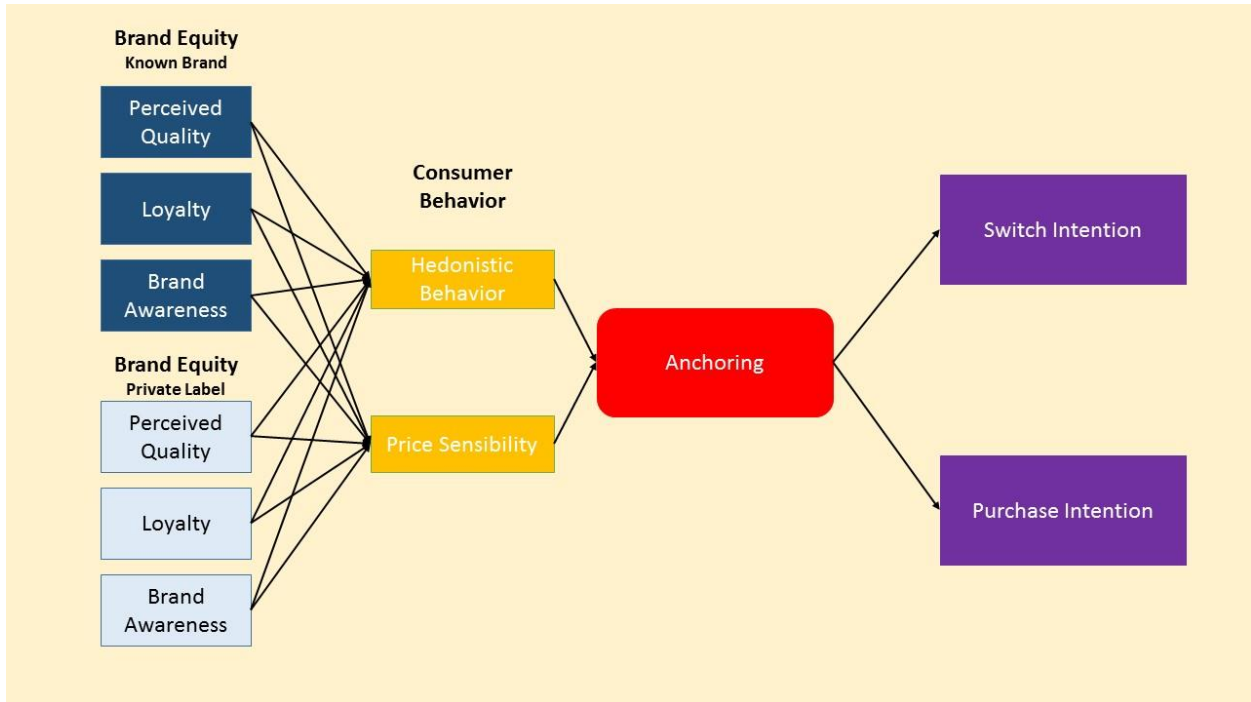 Brand Equity
Known Brand
Perceived
Quality
Loyalty
Brand
Awareness
Brand Equity
Private Label
Perceived
Quality
Loyalty
Brand
Awareness
Consumer
Behavior
Hedonistic
Behavior
Price Sensibility
Anchoring
Switch Intention
Purchase Intention